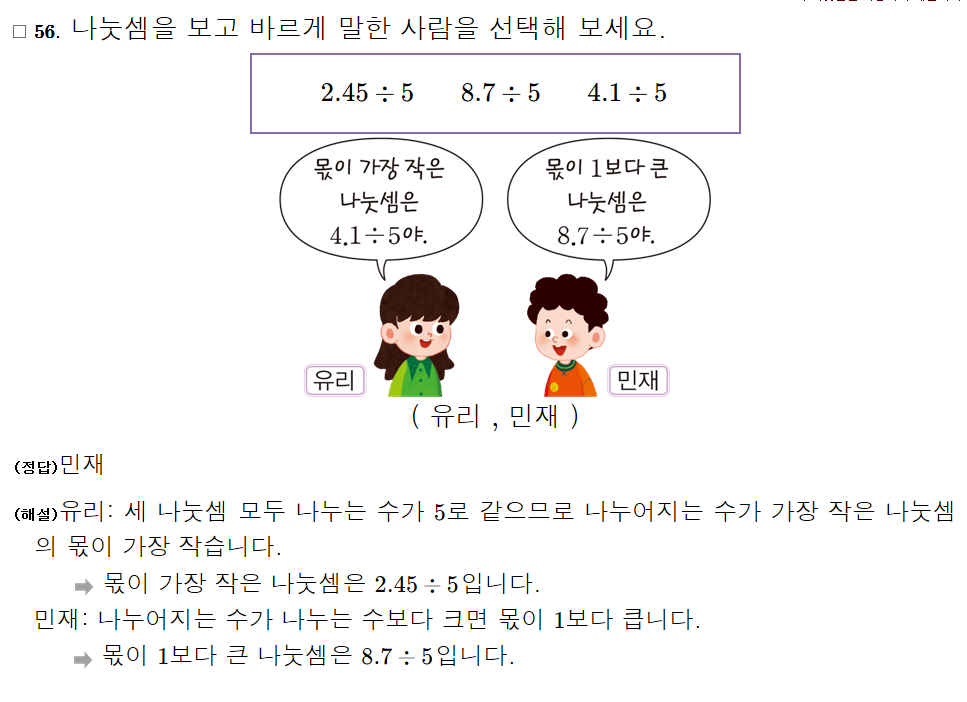 □ 56. 나눗셈을 보고 바르게 말한 사람을 선택해 보세요.
2.45÷5 8.7÷5 4.1÷5
몫이 가장 작은
나눗셈은
4.1÷5야.
몫이 1보다 큰
나눗셈은
8.7÷5야.
유리
민재
( 유리 , 민재 )
(정답)민재
(해설)유리: 세 나눗셈 모두 나누는 수가 5로 같으므로 나누어지는 수가 가장 작은 나눗셈
의 몫이 가장 작습니다.
➡ 몫이 가장 작은 나눗셈은 2.45÷5입니다.
민재: 나누어지는 수가 나누는 수보다 크면 몫이 1보다 큽니다.
➡ 몫이 1보다 큰 나눗셈은 8.7÷5입니다.